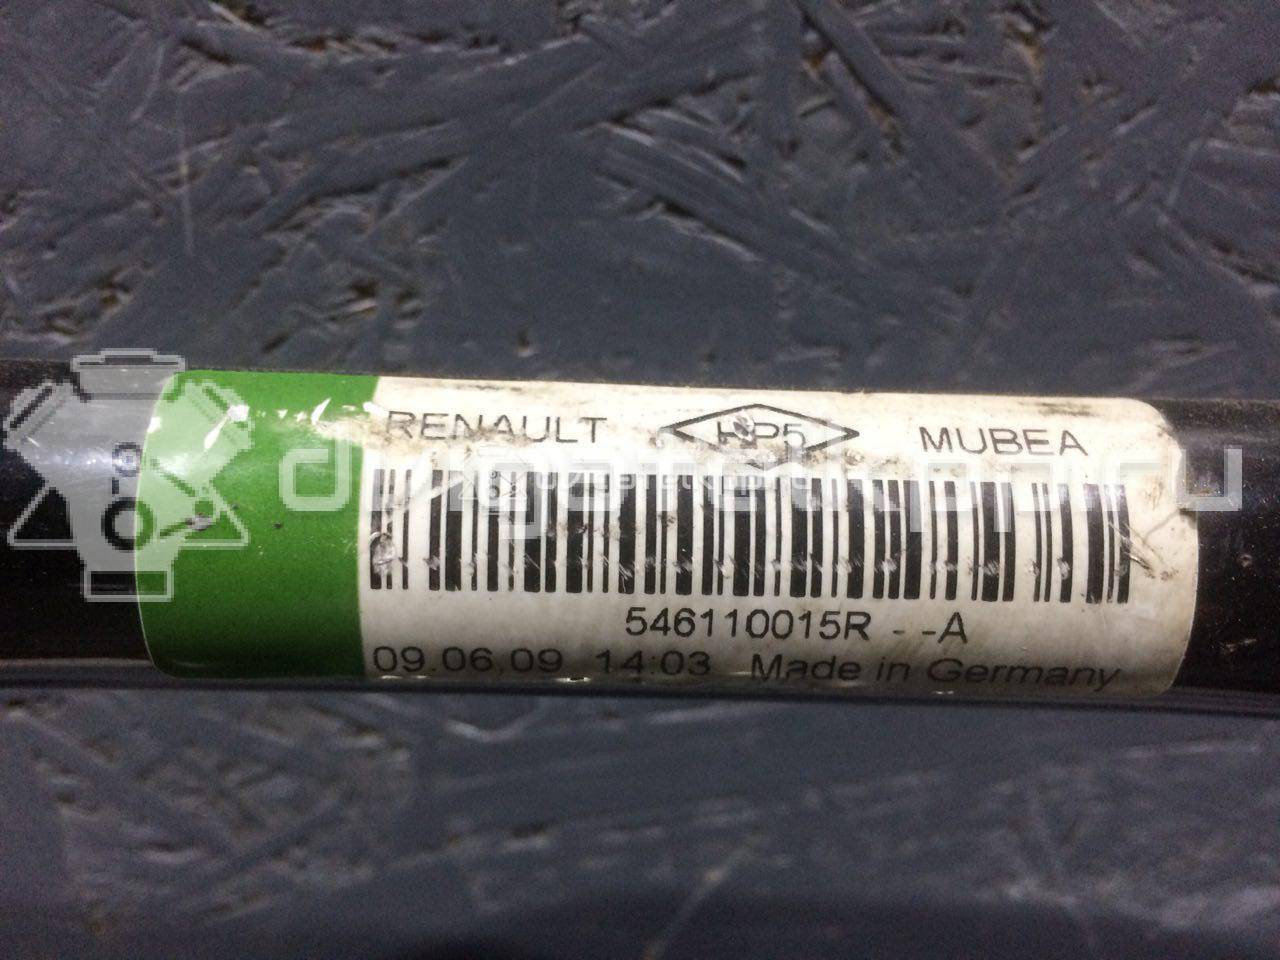 RENAULT HP5 MUBEA
546110015R - -A
09.06.09 14:03 Made in Germany